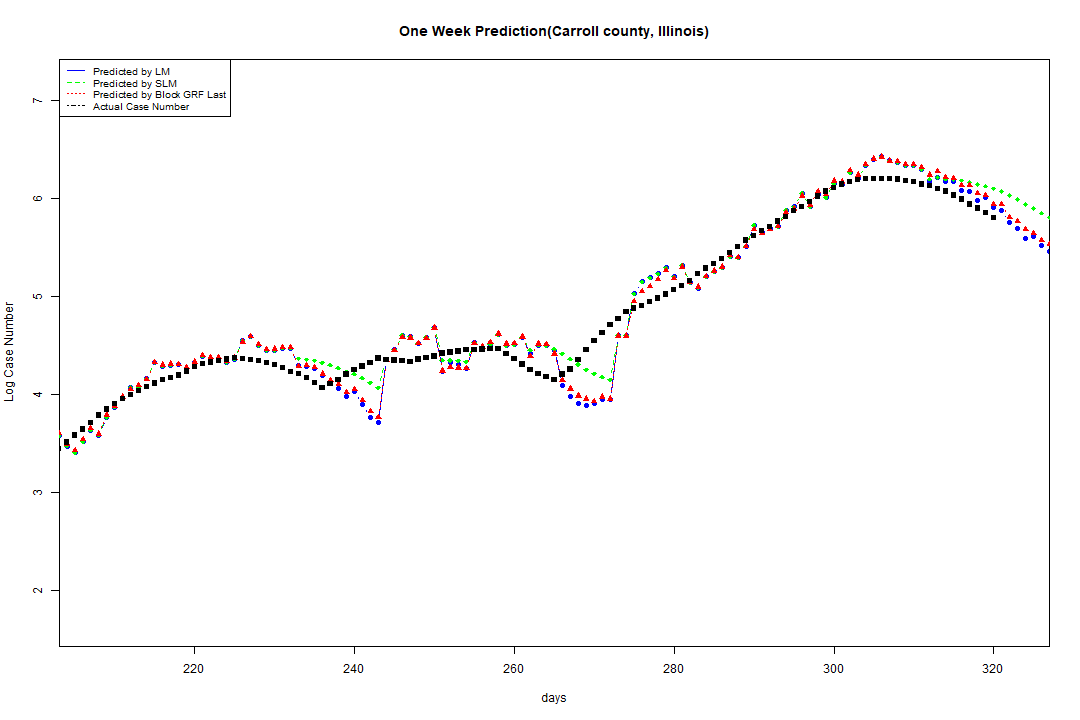 One Week Prediction(Carroll county, Illinois)
Predicted by LM
Predicted by SLM
Predicted by Block GRF Last
Actual Case Number
7
6
5
4
3
2
Log Case Number
220 240 260 280 300 320
days